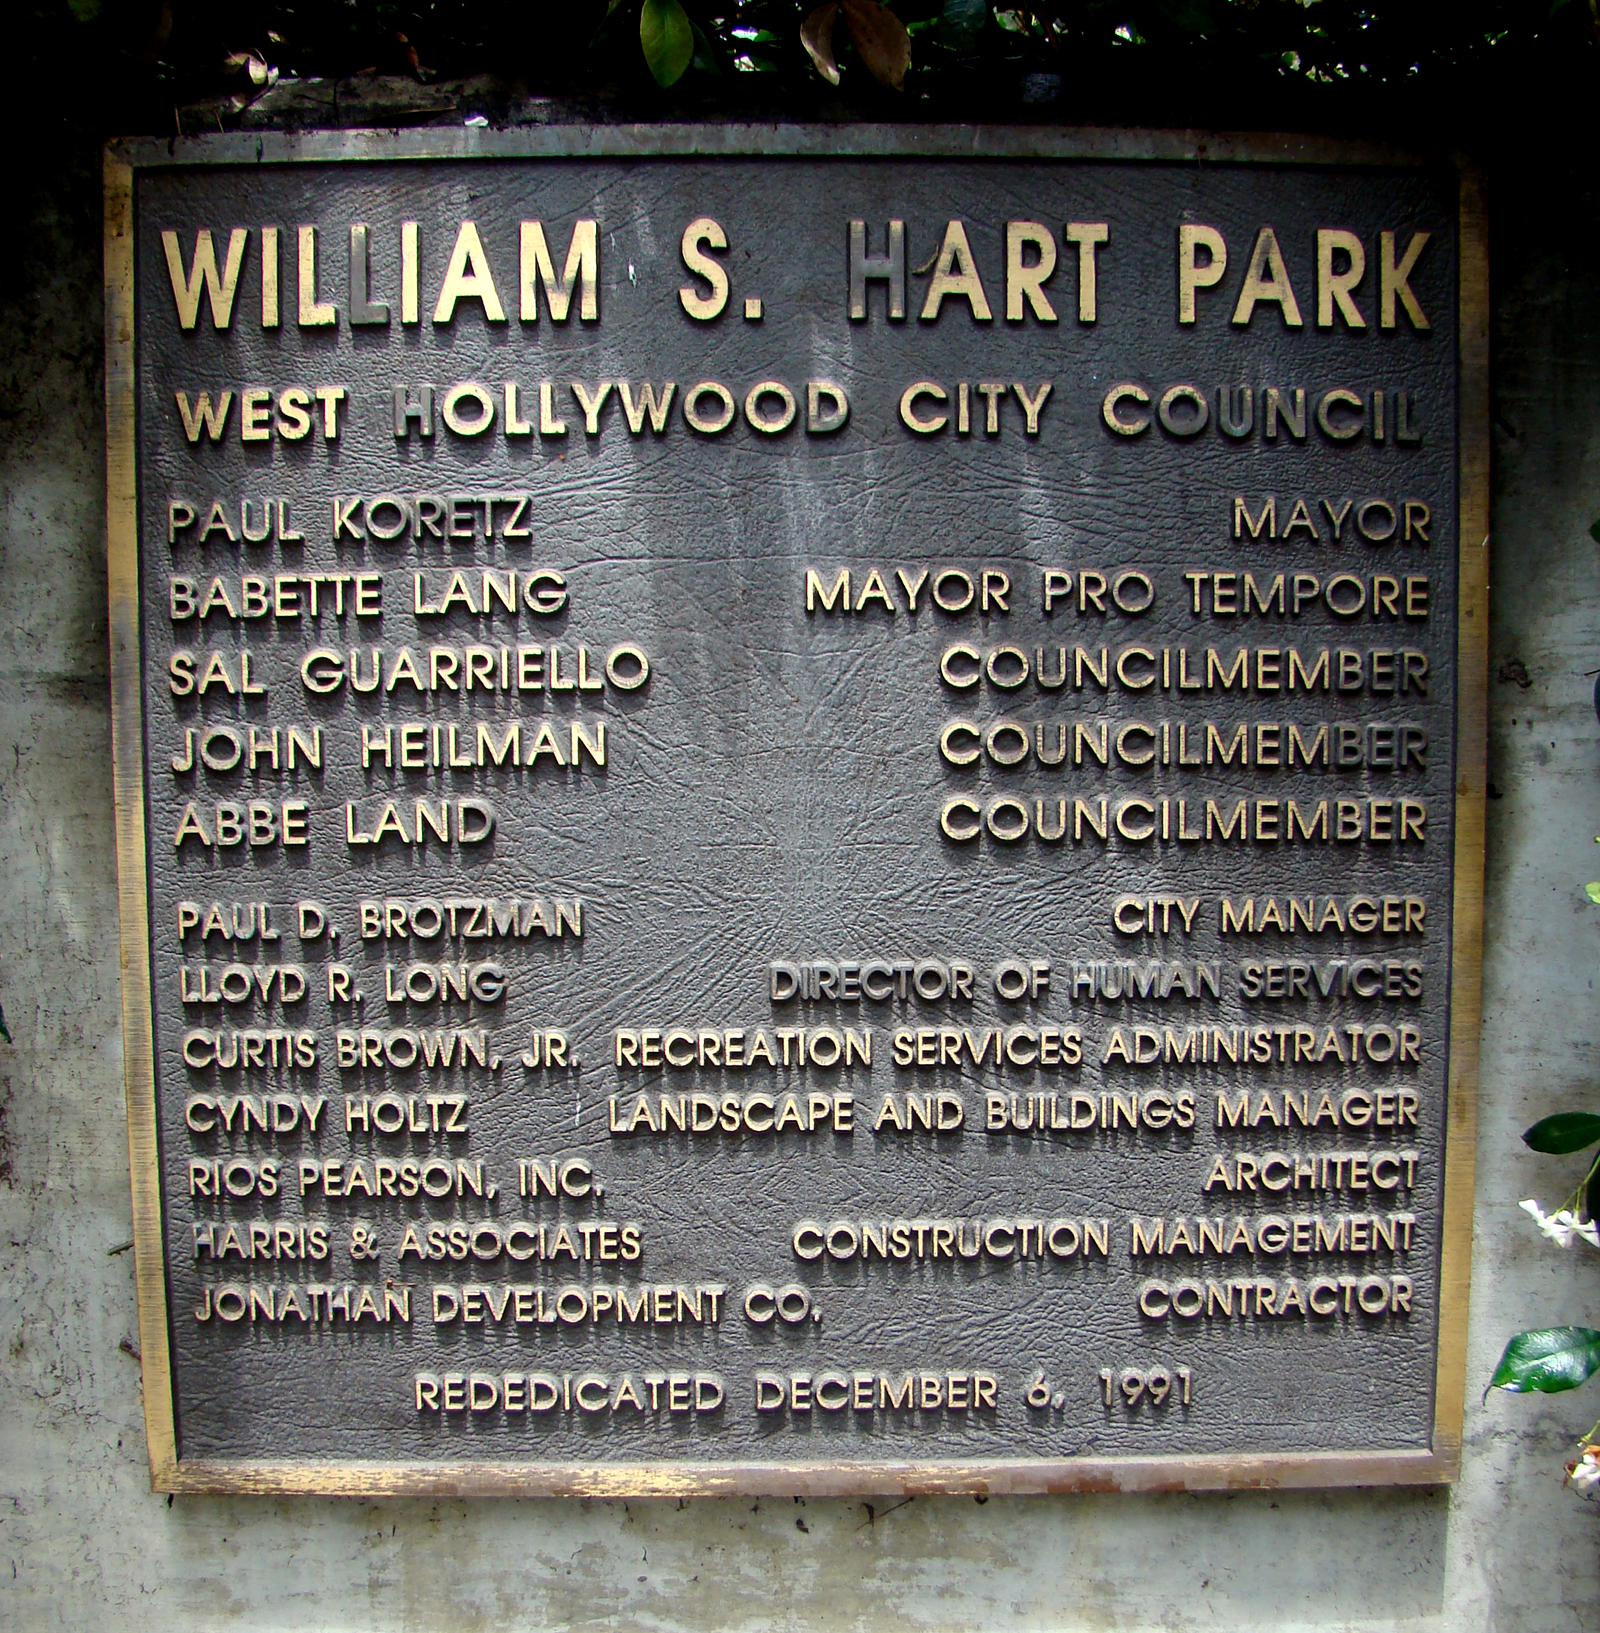 WILLIAM S. HART PARK
WEST HOLLYWOOD CITY COUNCIL
PAUL KORETZ MAYOR
BABETTE LANG MAYOR PRO TEMPORE
SAL GUARRIELLO COUNCILMEMBER
JOHN HEILMAN COUNCILMEMBER
ABBE LAND COUNCILMEMBER
PAUL D. BROTZMAN CITY MANAGER
LLOYD R. LONG DIRECTOR OF HUMAN SERVICES
CURTIS BROWN, JR. RECREATION SERVICES ADMINISTRATOR
CYNDY HOLTZ LANDSCAPE AND BUILDINGS MANAGER
RIOS PEARSON, INC. ARCHITECT
HARRIS & ASSOCIATES CONSTRUCTION MANAGEMENT
JONATHAN DEVELOPMENT CO. CONTRACTOR
REDEDICATED DECEMBER 6, 1991